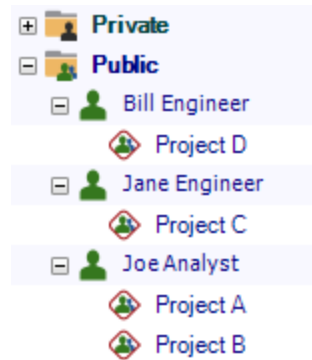 Private
Public
Bill Engineer
Project D
Jane Engineer
Project C
Joe Analyst
Project A
Project B